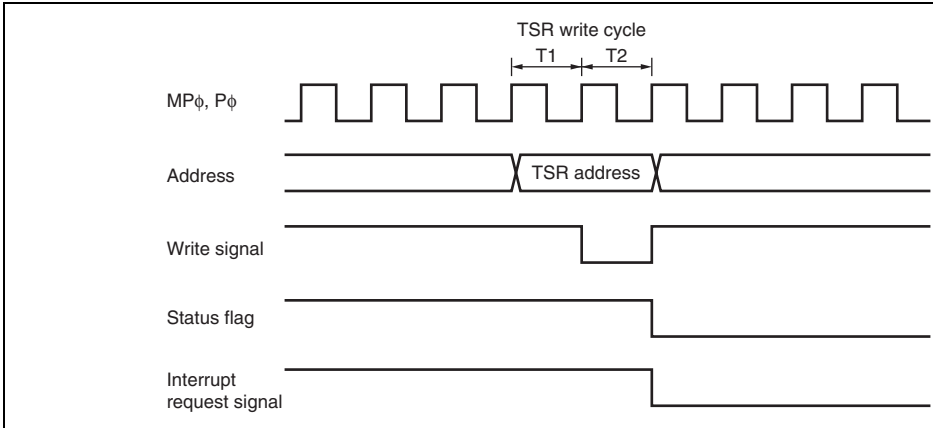 TSR write cycle
T1 T2
MPϕ, Pϕ
Address
TSR address
Write signal
Status flag
Interrupt
request signal